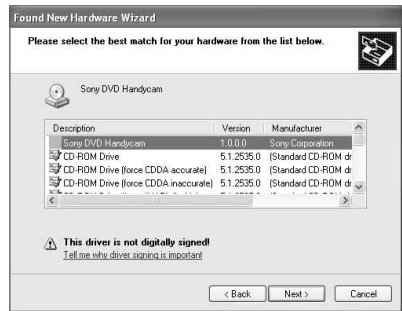 Found New Hardware Wizard
Please select the best match for your hardware from the list below.
Sony DVD Handycam
Description Version Manufacturer
Sony DVD Handycam 1.0.0.0 Sony Corporation
CD-ROM Drive 5.1.2535.0 (Standard CD-ROM dr
CD-ROM Drive (force CDDA accurate) 5.1.2535.0 (Standard CD-ROM dr
CD-ROM Drive (force CDDA inaccurate) 5.1.2535.0 (Standard CD-ROM dr
This driver is not digitally signed!
Tell me why driver signing is important
< Back Next > Cancel